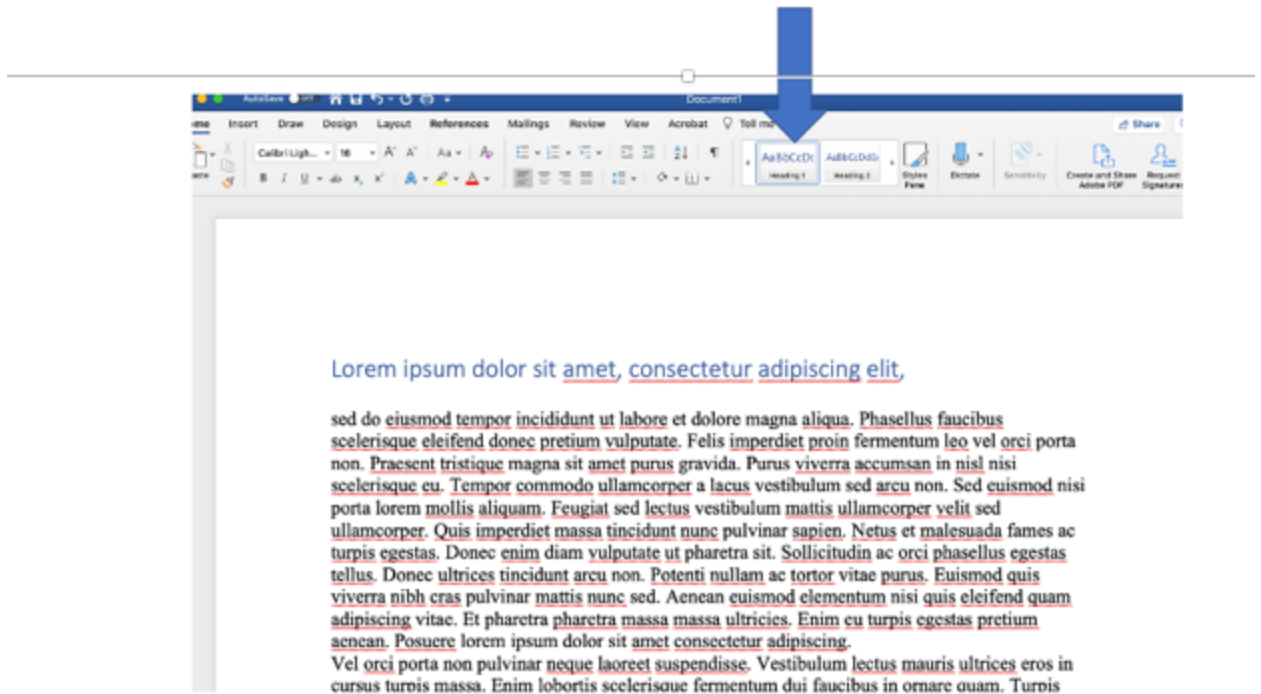 AutoSave OFF Document1
Insert Draw Design Layout References Mailings Review View Acrobat Tell me Share
Calibri Ligh... 16 A A Aa AaBbCcDc AaBbCcDdEe
B I U ab x x A A Heading 1 Heading 2 Styles Pane Dictate Sensitivity Create and Share Adobe PDF Request Signatures
Lorem ipsum dolor sit amet, consectetur adipiscing elit,
sed do eiusmod tempor incididunt ut labore et dolore magna aliqua. Phasellus faucibus
scelerisque eleifend donec pretium vulputate. Felis imperdiet proin fermentum leo vel orci porta
non. Praesent tristique magna sit amet purus gravida. Purus viverra accumsan in nisl nisi
scelerisque eu. Tempor commodo ullamcorper a lacus vestibulum sed arcu non. Sed euismod nisi
porta lorem mollis aliquam. Feugiat sed lectus vestibulum mattis ullamcorper velit sed
ullamcorper. Quis imperdiet massa tincidunt nunc pulvinar sapien. Netus et malesuada fames ac
turpis egestas. Donec enim diam vulputate ut pharetra sit. Sollicitudin ac orci phasellus egestas
tellus. Donec ultrices tincidunt arcu non. Potenti nullam ac tortor vitae purus. Euismod quis
viverra nibh cras pulvinar mattis nunc sed. Aenean euismod elementum nisi quis eleifend quam
adipiscing vitae. Et pharetra pharetra massa massa ultricies. Enim eu turpis egestas pretium
aenean. Posuere lorem ipsum dolor sit amet consectetur adipiscing.
Vel orci porta non pulvinar neque laoreet suspendisse. Vestibulum lectus mauris ultrices eros in
cursus turpis massa. Enim lobortis scelerisque fermentum dui faucibus in ornare quam. Turpis